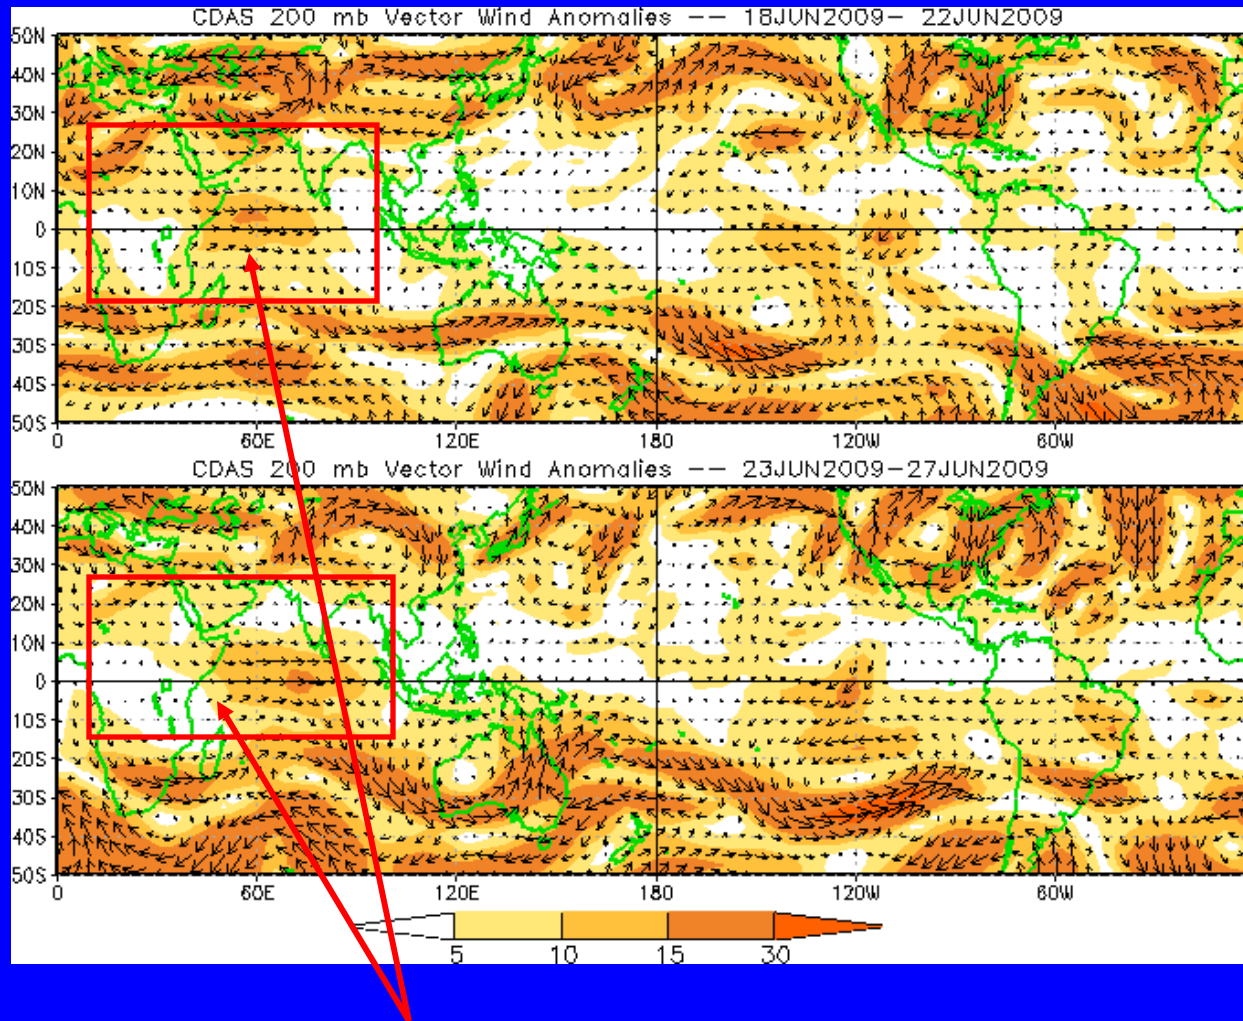 CDAS 200 mb Vector Wind Anomalies -- 18JUN2009- 22JUN2009
50N
40N
30N
20N
10N
0
10S
20S
30S
40S
50S
0 60E 120E 180 120W 60W
CDAS 200 mb Vector Wind Anomalies -- 23JUN2009-27JUN2009
50N
40N
30N
20N
10N
0
10S
20S
30S
40S
50S
0 60E 120E 180 120W 60W
5 10 15 30